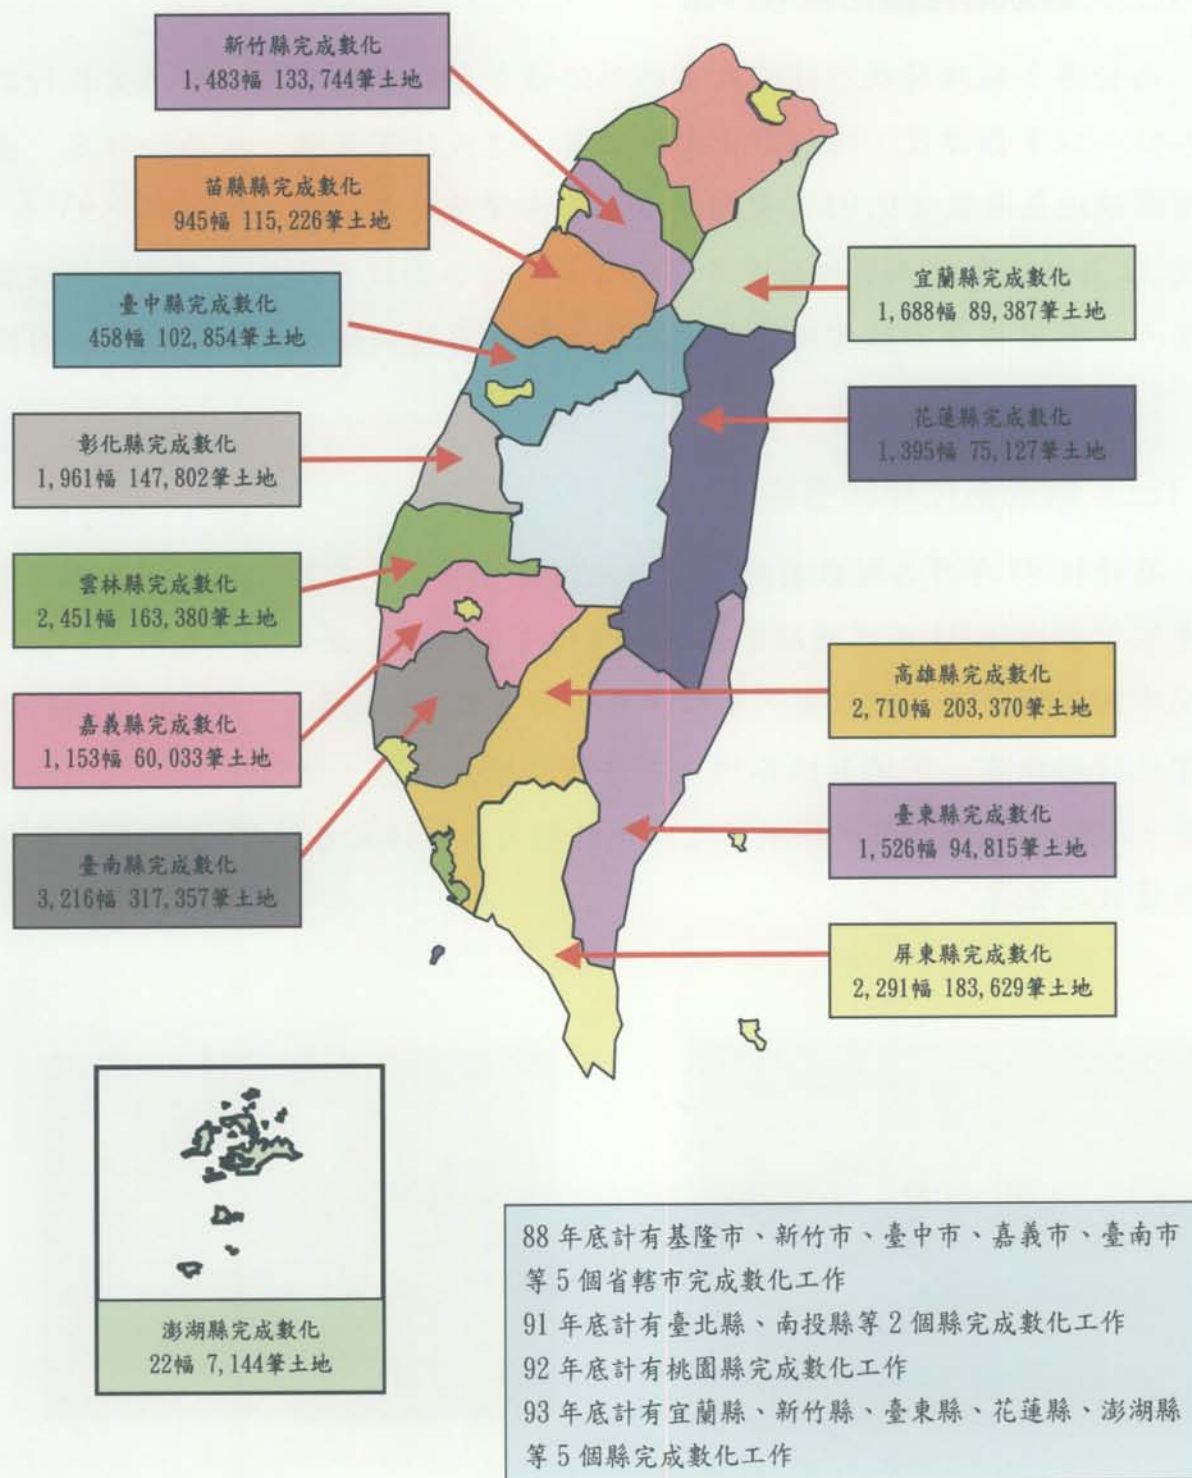 新竹縣完成數化
1,483幅 133,744筆土地
苗縣縣完成數化
945幅 115,226筆土地
臺中縣完成數化
458幅 102,854筆土地
彰化縣完成數化
1,961幅 147,802筆土地
雲林縣完成數化
2,451幅 163,380筆土地
嘉義縣完成數化
1,153幅 60,033筆土地
臺南縣完成數化
3,216幅 317,357筆土地
宜蘭縣完成數化
1,688幅 89,387筆土地
花蓮縣完成數化
1,395幅 75,127筆土地
高雄縣完成數化
2,710幅 203,370筆土地
臺東縣完成數化
1,526幅 94,815筆土地
屏東縣完成數化
2,291幅 183,629筆土地
澎湖縣完成數化
22幅 7,144筆土地
88 年底計有基隆市、新竹市、臺中市、嘉義市、臺南市
等 5 個省轄市完成數化工作
91 年底計有臺北縣、南投縣等 2 個縣完成數化工作
92 年底計有桃園縣完成數化工作
93 年底計有宜蘭縣、新竹縣、臺東縣、花蓮縣、澎湖縣
等 5 個縣完成數化工作